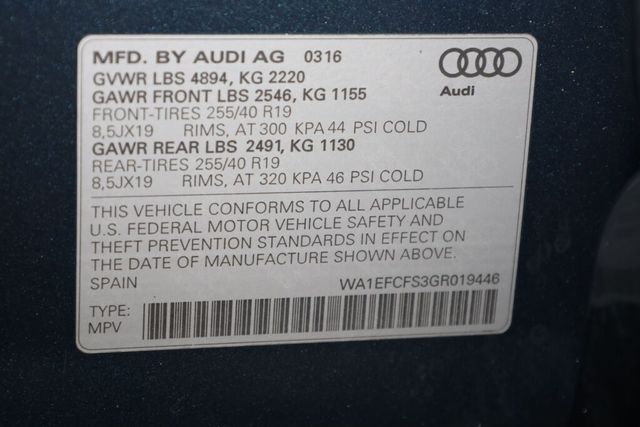 MFD. BY AUDI AG 0316
GVWR LBS 4894, KG 2220
GAWR FRONT LBS 2546, KG 1155
FRONT-TIRES 255/40 R19
8,5JX19 RIMS, AT 300 KPA 44 PSI COLD
GAWR REAR LBS 2491, KG 1130
REAR-TIRES 255/40 R19
8,5JX19 RIMS, AT 320 KPA 46 PSI COLD
Audi
THIS VEHICLE CONFORMS TO ALL APPLICABLE
U.S. FEDERAL MOTOR VEHICLE SAFETY AND
THEFT PREVENTION STANDARDS IN EFFECT ON
THE DATE OF MANUFACTURE SHOWN ABOVE.
SPAIN WA1EFCFS3GR019446
TYPE:
MPV